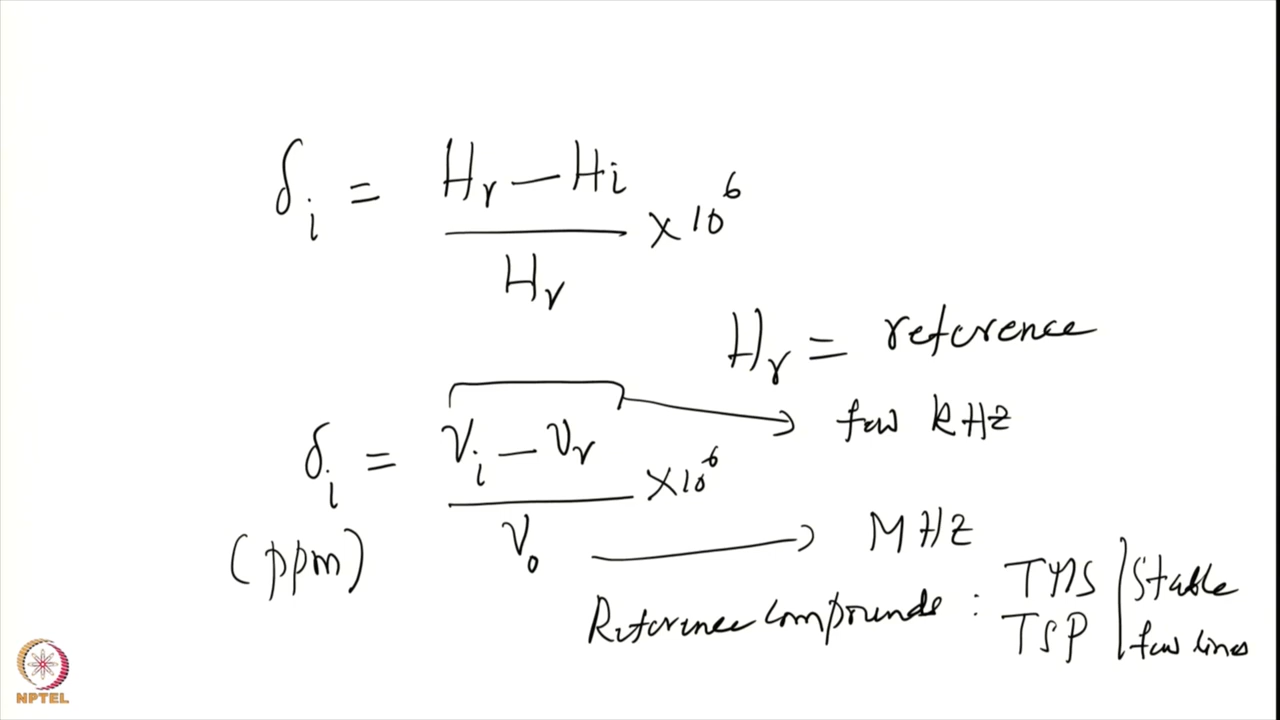 δi = (Hr — Hi / Hr) × 10^6
Hr = reference
δi = (νi — νr / ν0) × 10^6 → few kHz
(ppm) → MHz
Reference compounds : TMS | Stable
TSP | few lines
NPTEL